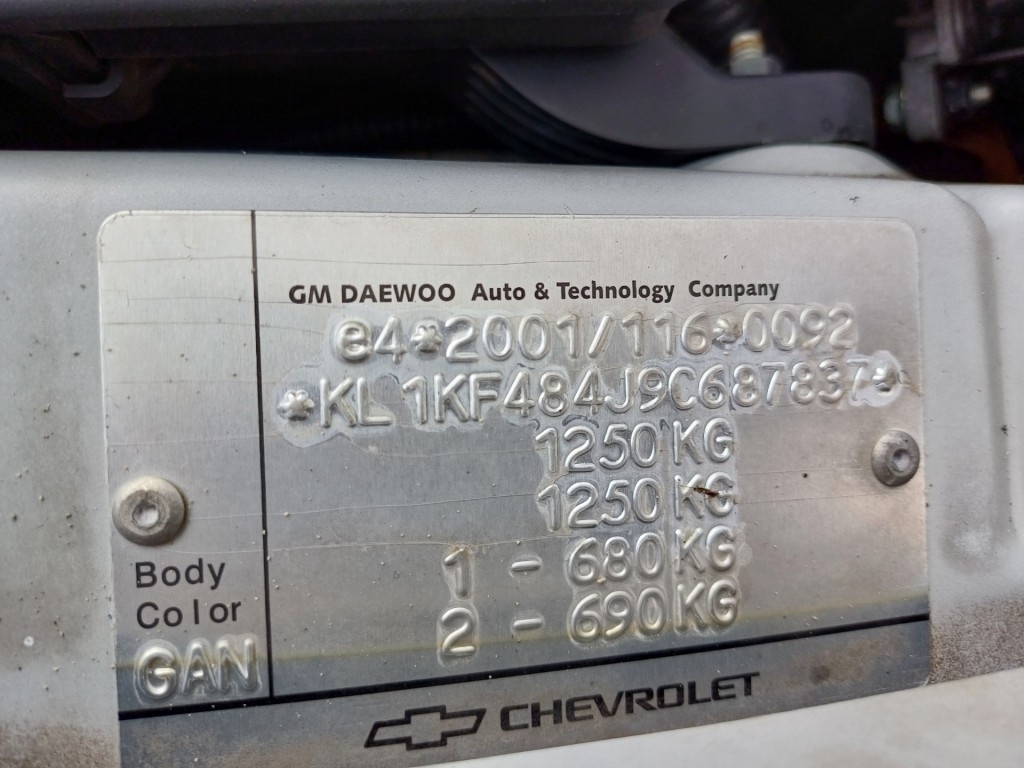 GM DAEWOO Auto & Technology Company
e4*2001/116*0092
*KL1KF484J9C687837*
1250KG
1250KG
1 - 680KG
2 - 690KG
Body
Color
GAN
CHEVROLET